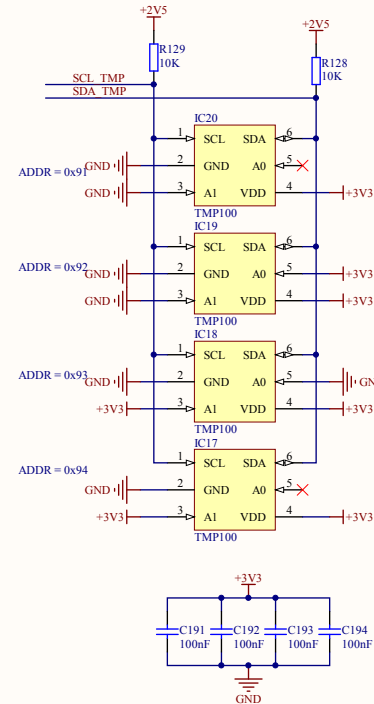 +2V5
+2V5
R129
10K
R128
10K
SCL_TMP
SDA_TMP
IC20
1 SCL SDA 6
ADDR = 0x91 GND 2 GND A0 5
GND 3 A1 VDD 4 +3V3
TMP100
IC19
1 SCL SDA 6
ADDR = 0x92 GND 2 GND A0 5 +3V3
GND 3 A1 VDD 4 +3V3
TMP100
IC18
1 SCL SDA 6
ADDR = 0x93 GND 2 GND A0 5 GN
+3V3 3 A1 VDD 4 +3V3
TMP100
IC17
1 SCL SDA 6
ADDR = 0x94
GND 2 GND A0 5
+3V3 3 A1 VDD 4 +3V3
TMP100
+3V3
C191 C192 C193 C194
100nF 100nF 100nF 100nF
GND